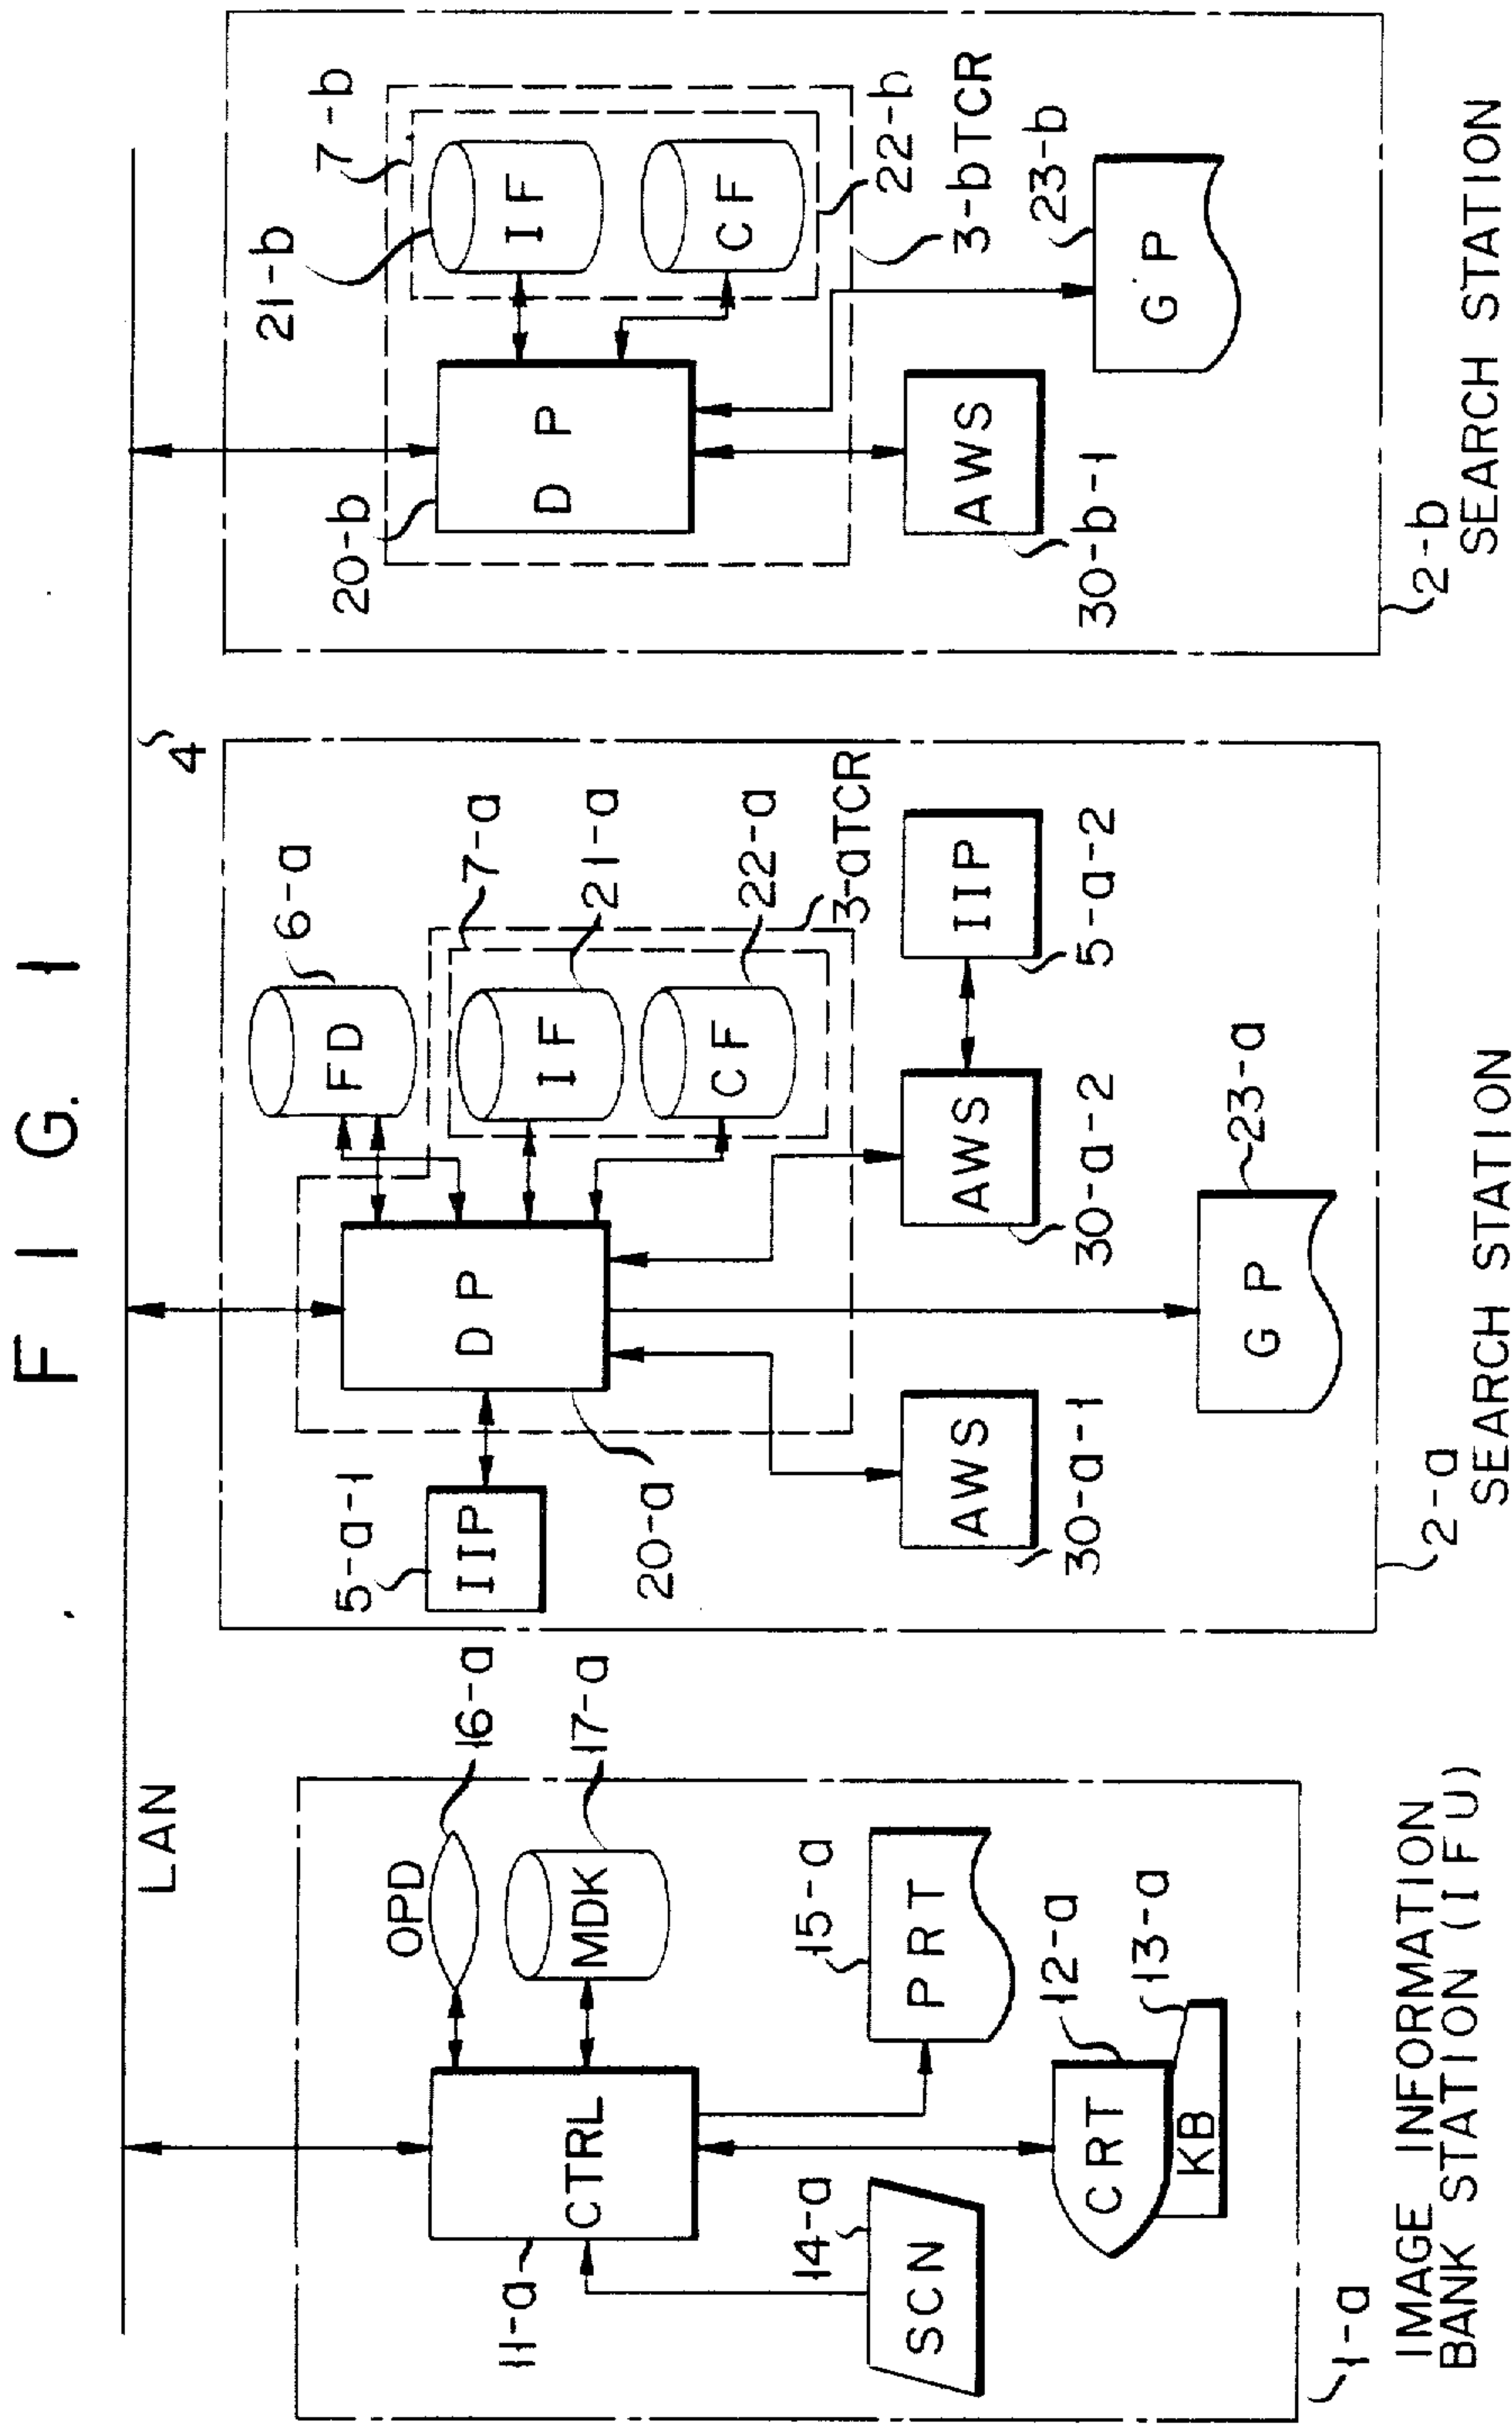 FIG. 1
LAN
4
OPD
16-a
MDK
17-a
CTRL
11-a
SCN
14-a
PRT
15-a
CRT
12-a
KB
13-a
1-a
IMAGE INFORMATION
BANK STATION (IFU)
5-a-1
IIP
20-a
DP
FD
6-a
7-a
IF
21-a
CF
22-a
3-aTCR
AWS
30-a-1
AWS
30-a-2
IIP
5-a-2
GP
23-a
2-a
SEARCH STATION
20-b
DP
21-b
7-b
IF
CF
22-b
3-bTCR
AWS
30-b-1
GP
23-b
2-b
SEARCH STATION